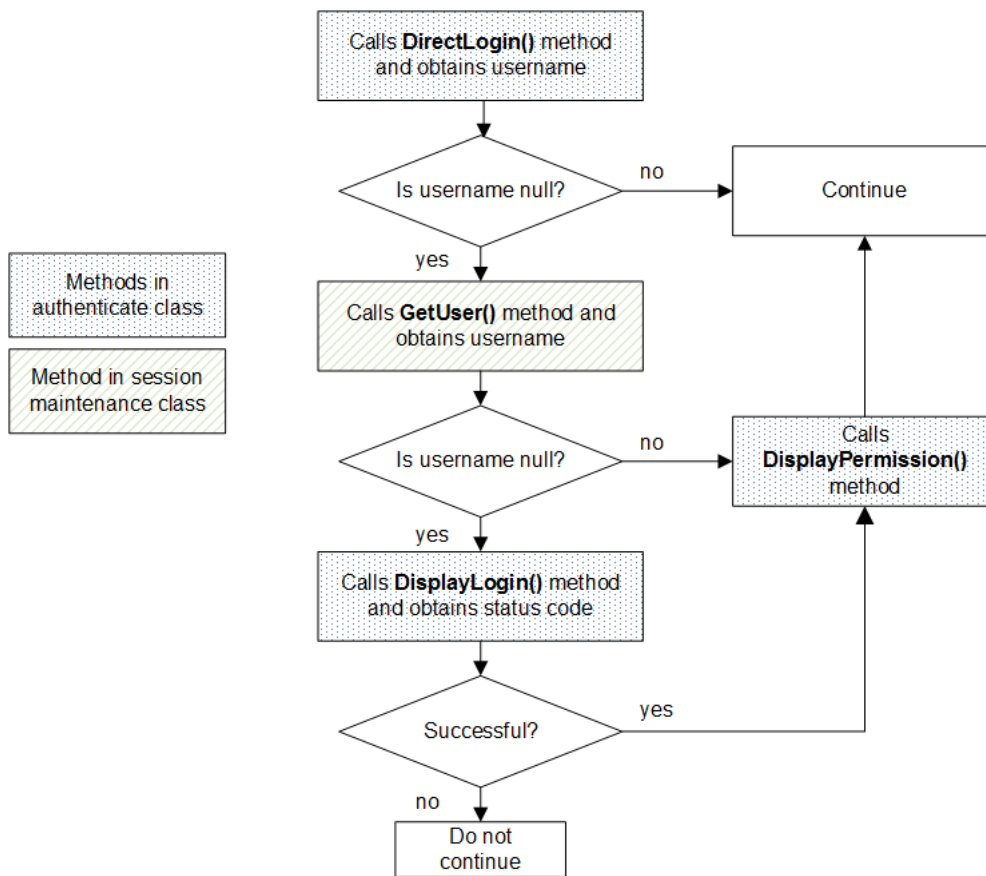 Calls DirectLogin() method
and obtains username
Is username null?
no
Continue
yes
Methods in
authenticate class
Calls GetUser() method and
obtains username
Method in session
maintenance class
Is username null?
no
Calls
DisplayPermission()
method
yes
Calls DisplayLogin() method
and obtains status code
Successful?
yes
no
Do not
continue